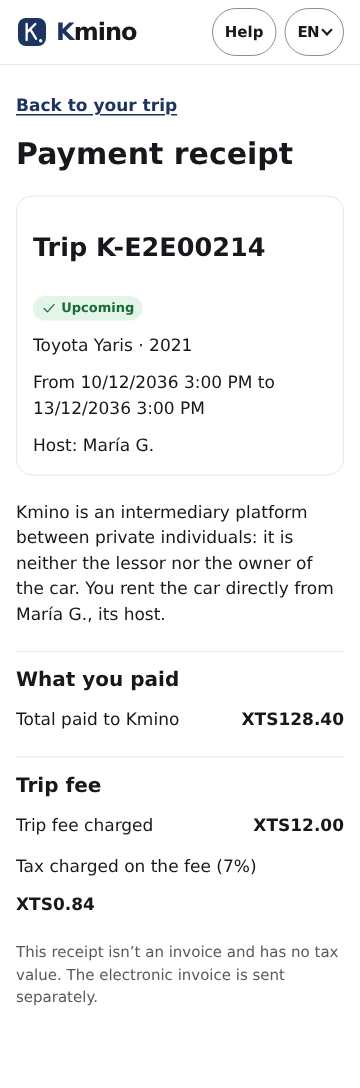 K. Kmino
Help
EN
Back to your trip
Payment receipt
Trip K-E2E00214
Upcoming
Toyota Yaris · 2021
From 10/12/2036 3:00 PM to
13/12/2036 3:00 PM
Host: María G.
Kmino is an intermediary platform
between private individuals: it is
neither the lessor nor the owner of
the car. You rent the car directly from
María G., its host.
What you paid
Total paid to Kmino XTS128.40
Trip fee
Trip fee charged XTS12.00
Tax charged on the fee (7%)
XTS0.84
This receipt isn’t an invoice and has no tax
value. The electronic invoice is sent
separately.